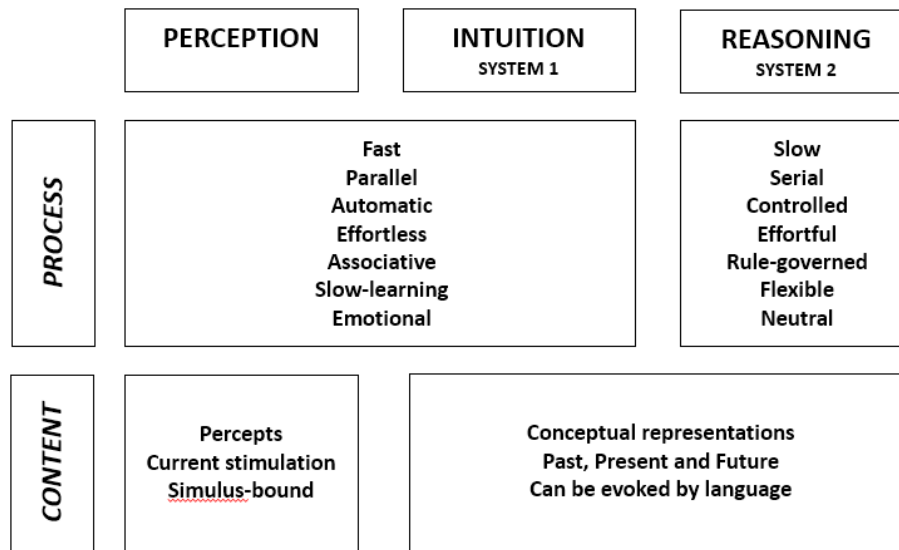 PERCEPTION
INTUITION
SYSTEM 1
REASONING
SYSTEM 2
PROCESS
Fast
Parallel
Automatic
Effortless
Associative
Slow-learning
Emotional
Slow
Serial
Controlled
Effortful
Rule-governed
Flexible
Neutral
CONTENT
Percepts
Current stimulation
Simulus-bound
Conceptual representations
Past, Present and Future
Can be evoked by language